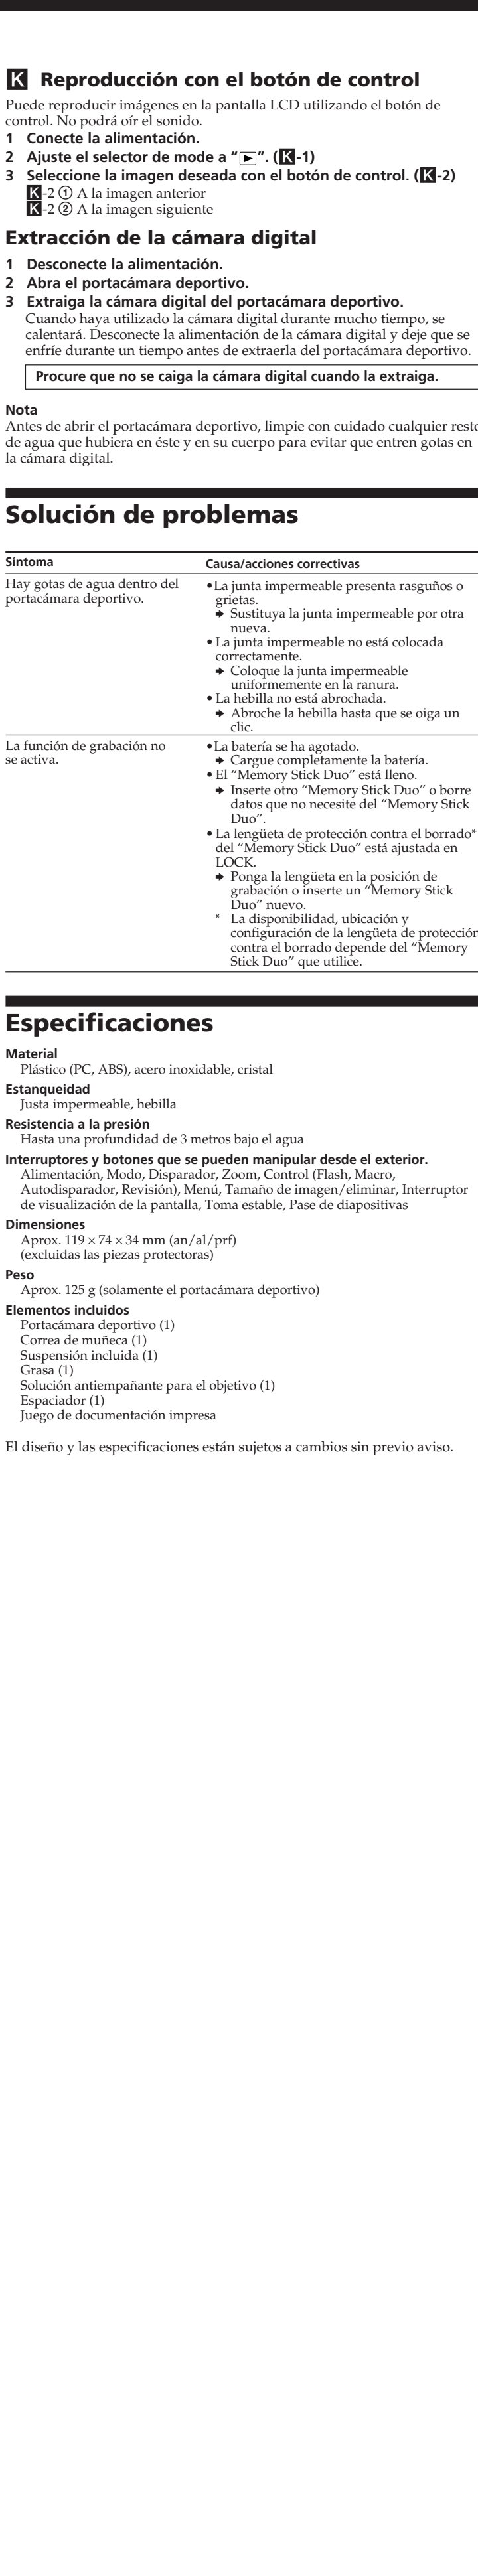 K Reproducción con el botón de control
Puede reproducir imágenes en la pantalla LCD utilizando el botón de
control. No podrá oír el sonido.
1 Conecte la alimentación.
2 Ajuste el selector de mode a “▶”. (K-1)
3 Seleccione la imagen deseada con el botón de control. (K-2)
K-2 ① A la imagen anterior
K-2 ② A la imagen siguiente
Extracción de la cámara digital
1 Desconecte la alimentación.
2 Abra el portacámara deportivo.
3 Extraiga la cámara digital del portacámara deportivo.
Cuando haya utilizado la cámara digital durante mucho tiempo, se
calentará. Desconecte la alimentación de la cámara digital y deje que se
enfríe durante un tiempo antes de extraerla del portacámara deportivo.
Procure que no se caiga la cámara digital cuando la extraiga.
Nota
Antes de abrir el portacámara deportivo, limpie con cuidado cualquier resto
de agua que hubiera en éste y en su cuerpo para evitar que entren gotas en
la cámara digital.
Solución de problemas
Síntoma Causa/acciones correctivas
Hay gotas de agua dentro del
portacámara deportivo.
•La junta impermeable presenta rasguños o
grietas.
➜ Sustituya la junta impermeable por otra
nueva.
• La junta impermeable no está colocada
correctamente.
➜ Coloque la junta impermeable
uniformemente en la ranura.
• La hebilla no está abrochada.
➜ Abroche la hebilla hasta que se oiga un
clic.
La función de grabación no
se activa.
•La batería se ha agotado.
➜ Cargue completamente la batería.
• El “Memory Stick Duo” está lleno.
➜ Inserte otro “Memory Stick Duo” o borre
datos que no necesite del “Memory Stick
Duo”.
• La lengüeta de protección contra el borrado*
del “Memory Stick Duo” está ajustada en
LOCK.
➜ Ponga la lengüeta en la posición de
grabación o inserte un “Memory Stick
Duo” nuevo.
* La disponibilidad, ubicación y
configuración de la lengüeta de protección
contra el borrado depende del “Memory
Stick Duo” que utilice.
Especificaciones
Material
Plástico (PC, ABS), acero inoxidable, cristal
Estanqueidad
Justa impermeable, hebilla
Resistencia a la presión
Hasta una profundidad de 3 metros bajo el agua
Interruptores y botones que se pueden manipular desde el exterior.
Alimentación, Modo, Disparador, Zoom, Control (Flash, Macro,
Autodisparador, Revisión), Menú, Tamaño de imagen/eliminar, Interruptor
de visualización de la pantalla, Toma estable, Pase de diapositivas
Dimensiones
Aprox. 119 × 74 × 34 mm (an/al/prf)
(excluidas las piezas protectoras)
Peso
Aprox. 125 g (solamente el portacámara deportivo)
Elementos incluidos
Portacámara deportivo (1)
Correa de muñeca (1)
Suspensión incluida (1)
Grasa (1)
Solución antiempañante para el objetivo (1)
Espaciador (1)
Juego de documentación impresa
El diseño y las especificaciones están sujetos a cambios sin previo aviso.